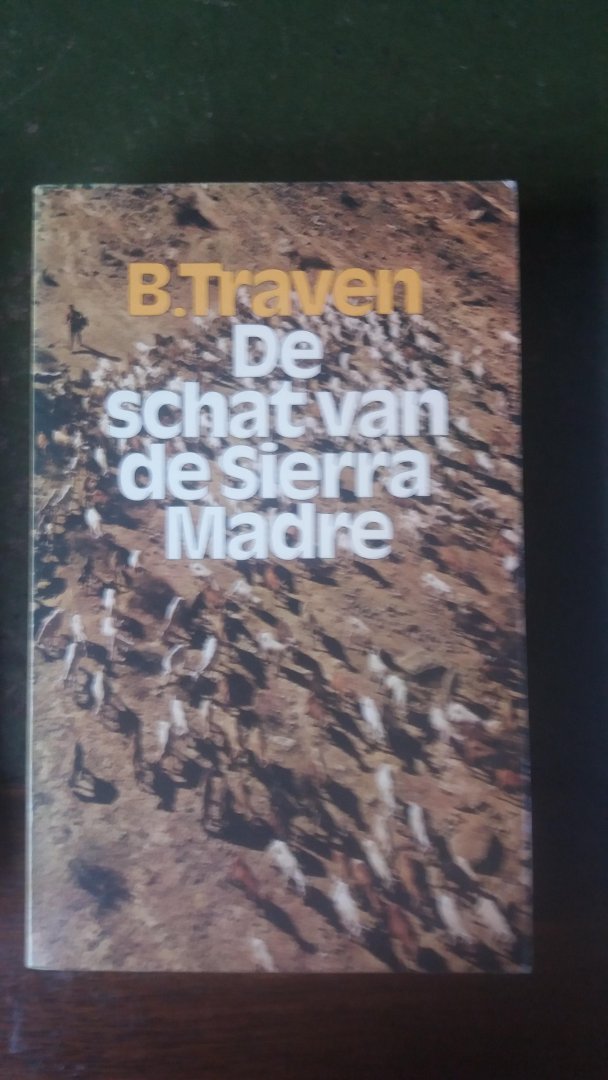 B. Traven
De
schat van
de Sierra
Madre